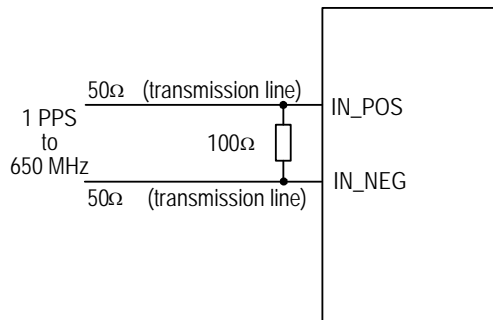 50Ω (transmission line)
IN_POS
1 PPS
to
650 MHz
100Ω
IN_NEG
50Ω (transmission line)